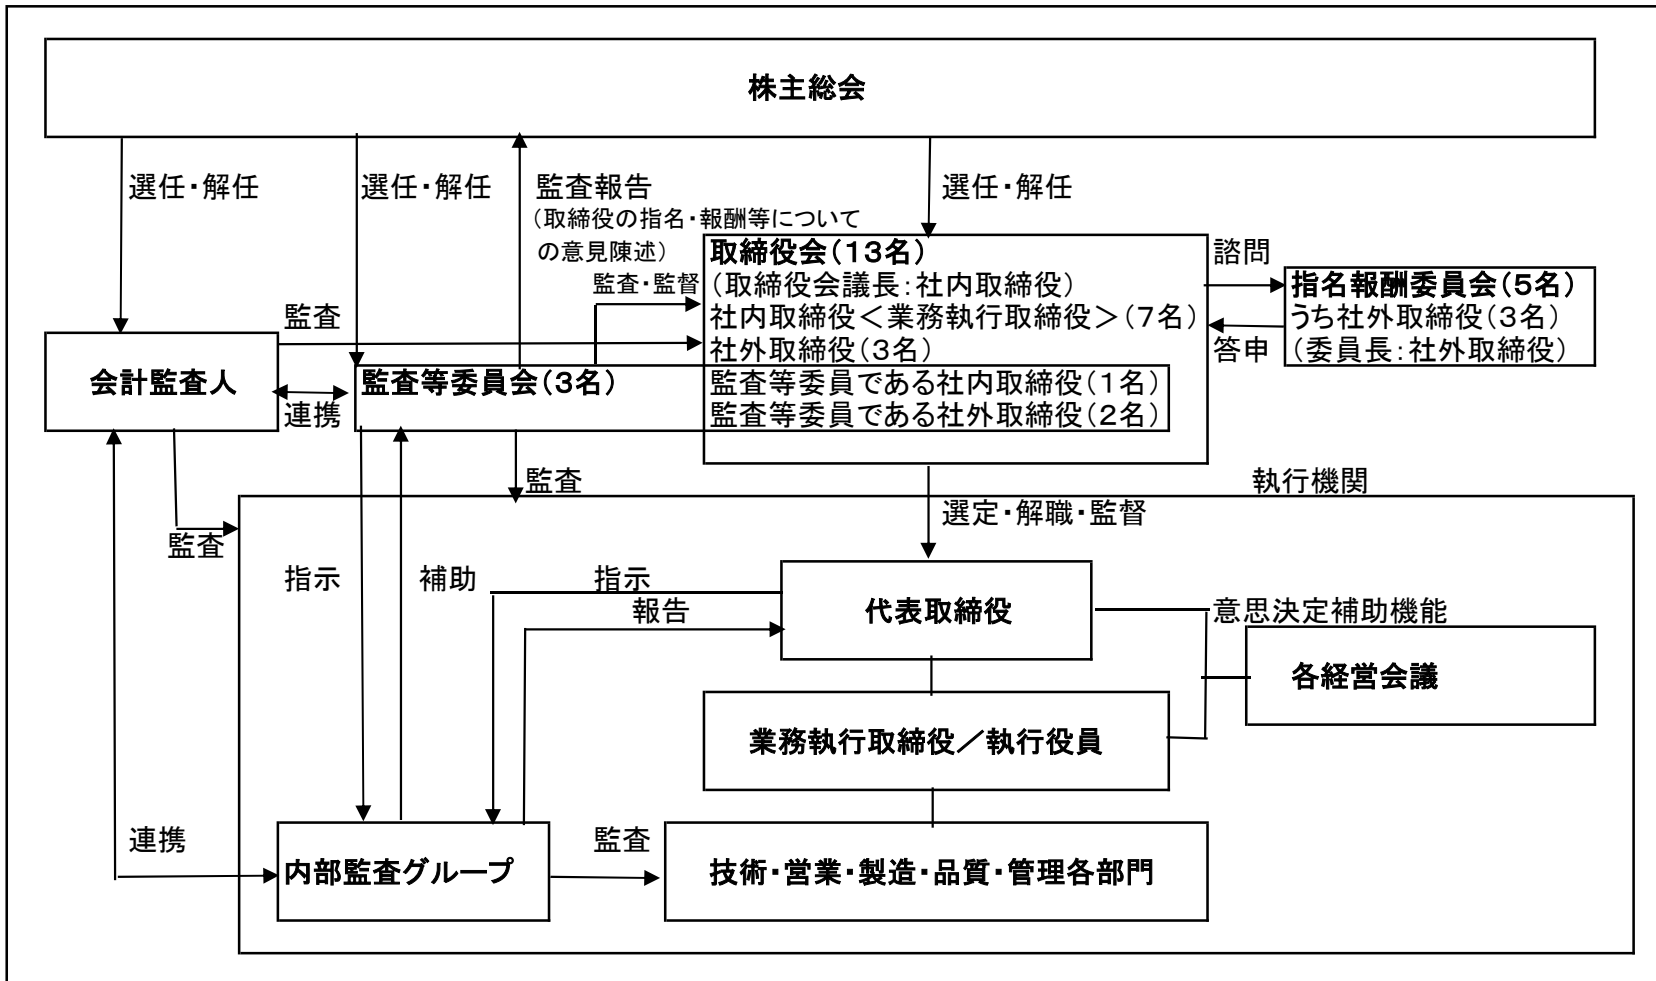 株主総会
選任・解任
選任・解任
監査報告
（取締役の指名・報酬等について
の意見陳述）
選任・解任
監査・監督
取締役会（１３名）
（取締役会議長：社内取締役）
社内取締役＜業務執行取締役＞（７名）
社外取締役（３名）
監査等委員である社内取締役（１名）
監査等委員である社外取締役（２名）
諮問
答申
指名報酬委員会（５名）
うち社外取締役（３名）
（委員長：社外取締役）
監査
会計監査人
連携
監査等委員会（３名）
監査
執行機関
選定・解職・監督
監査
指示
補助
指示
報告
代表取締役
意思決定補助機能
各経営会議
業務執行取締役／執行役員
連携
内部監査グループ
監査
技術・営業・製造・品質・管理各部門